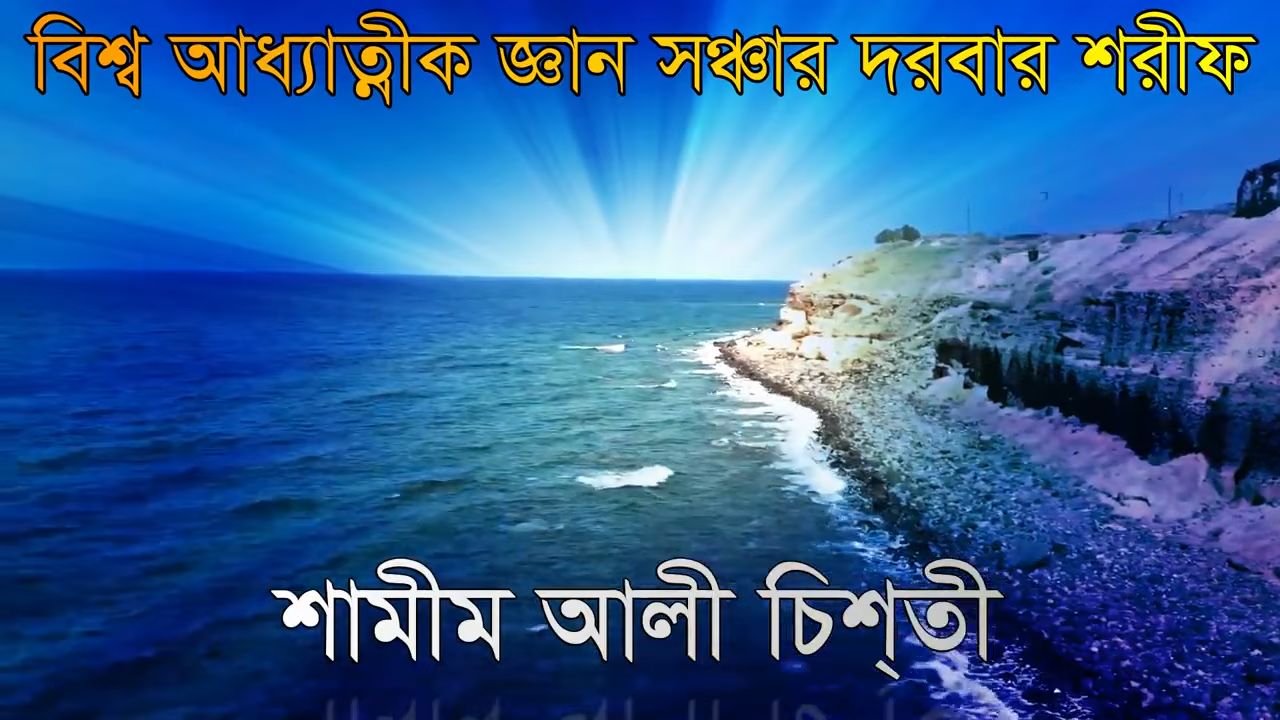 বিশ্ব আধ্যাত্নীক জ্ঞান সঞ্চার দরবার শরীফ
শামীম আলী চিশ্‌তী